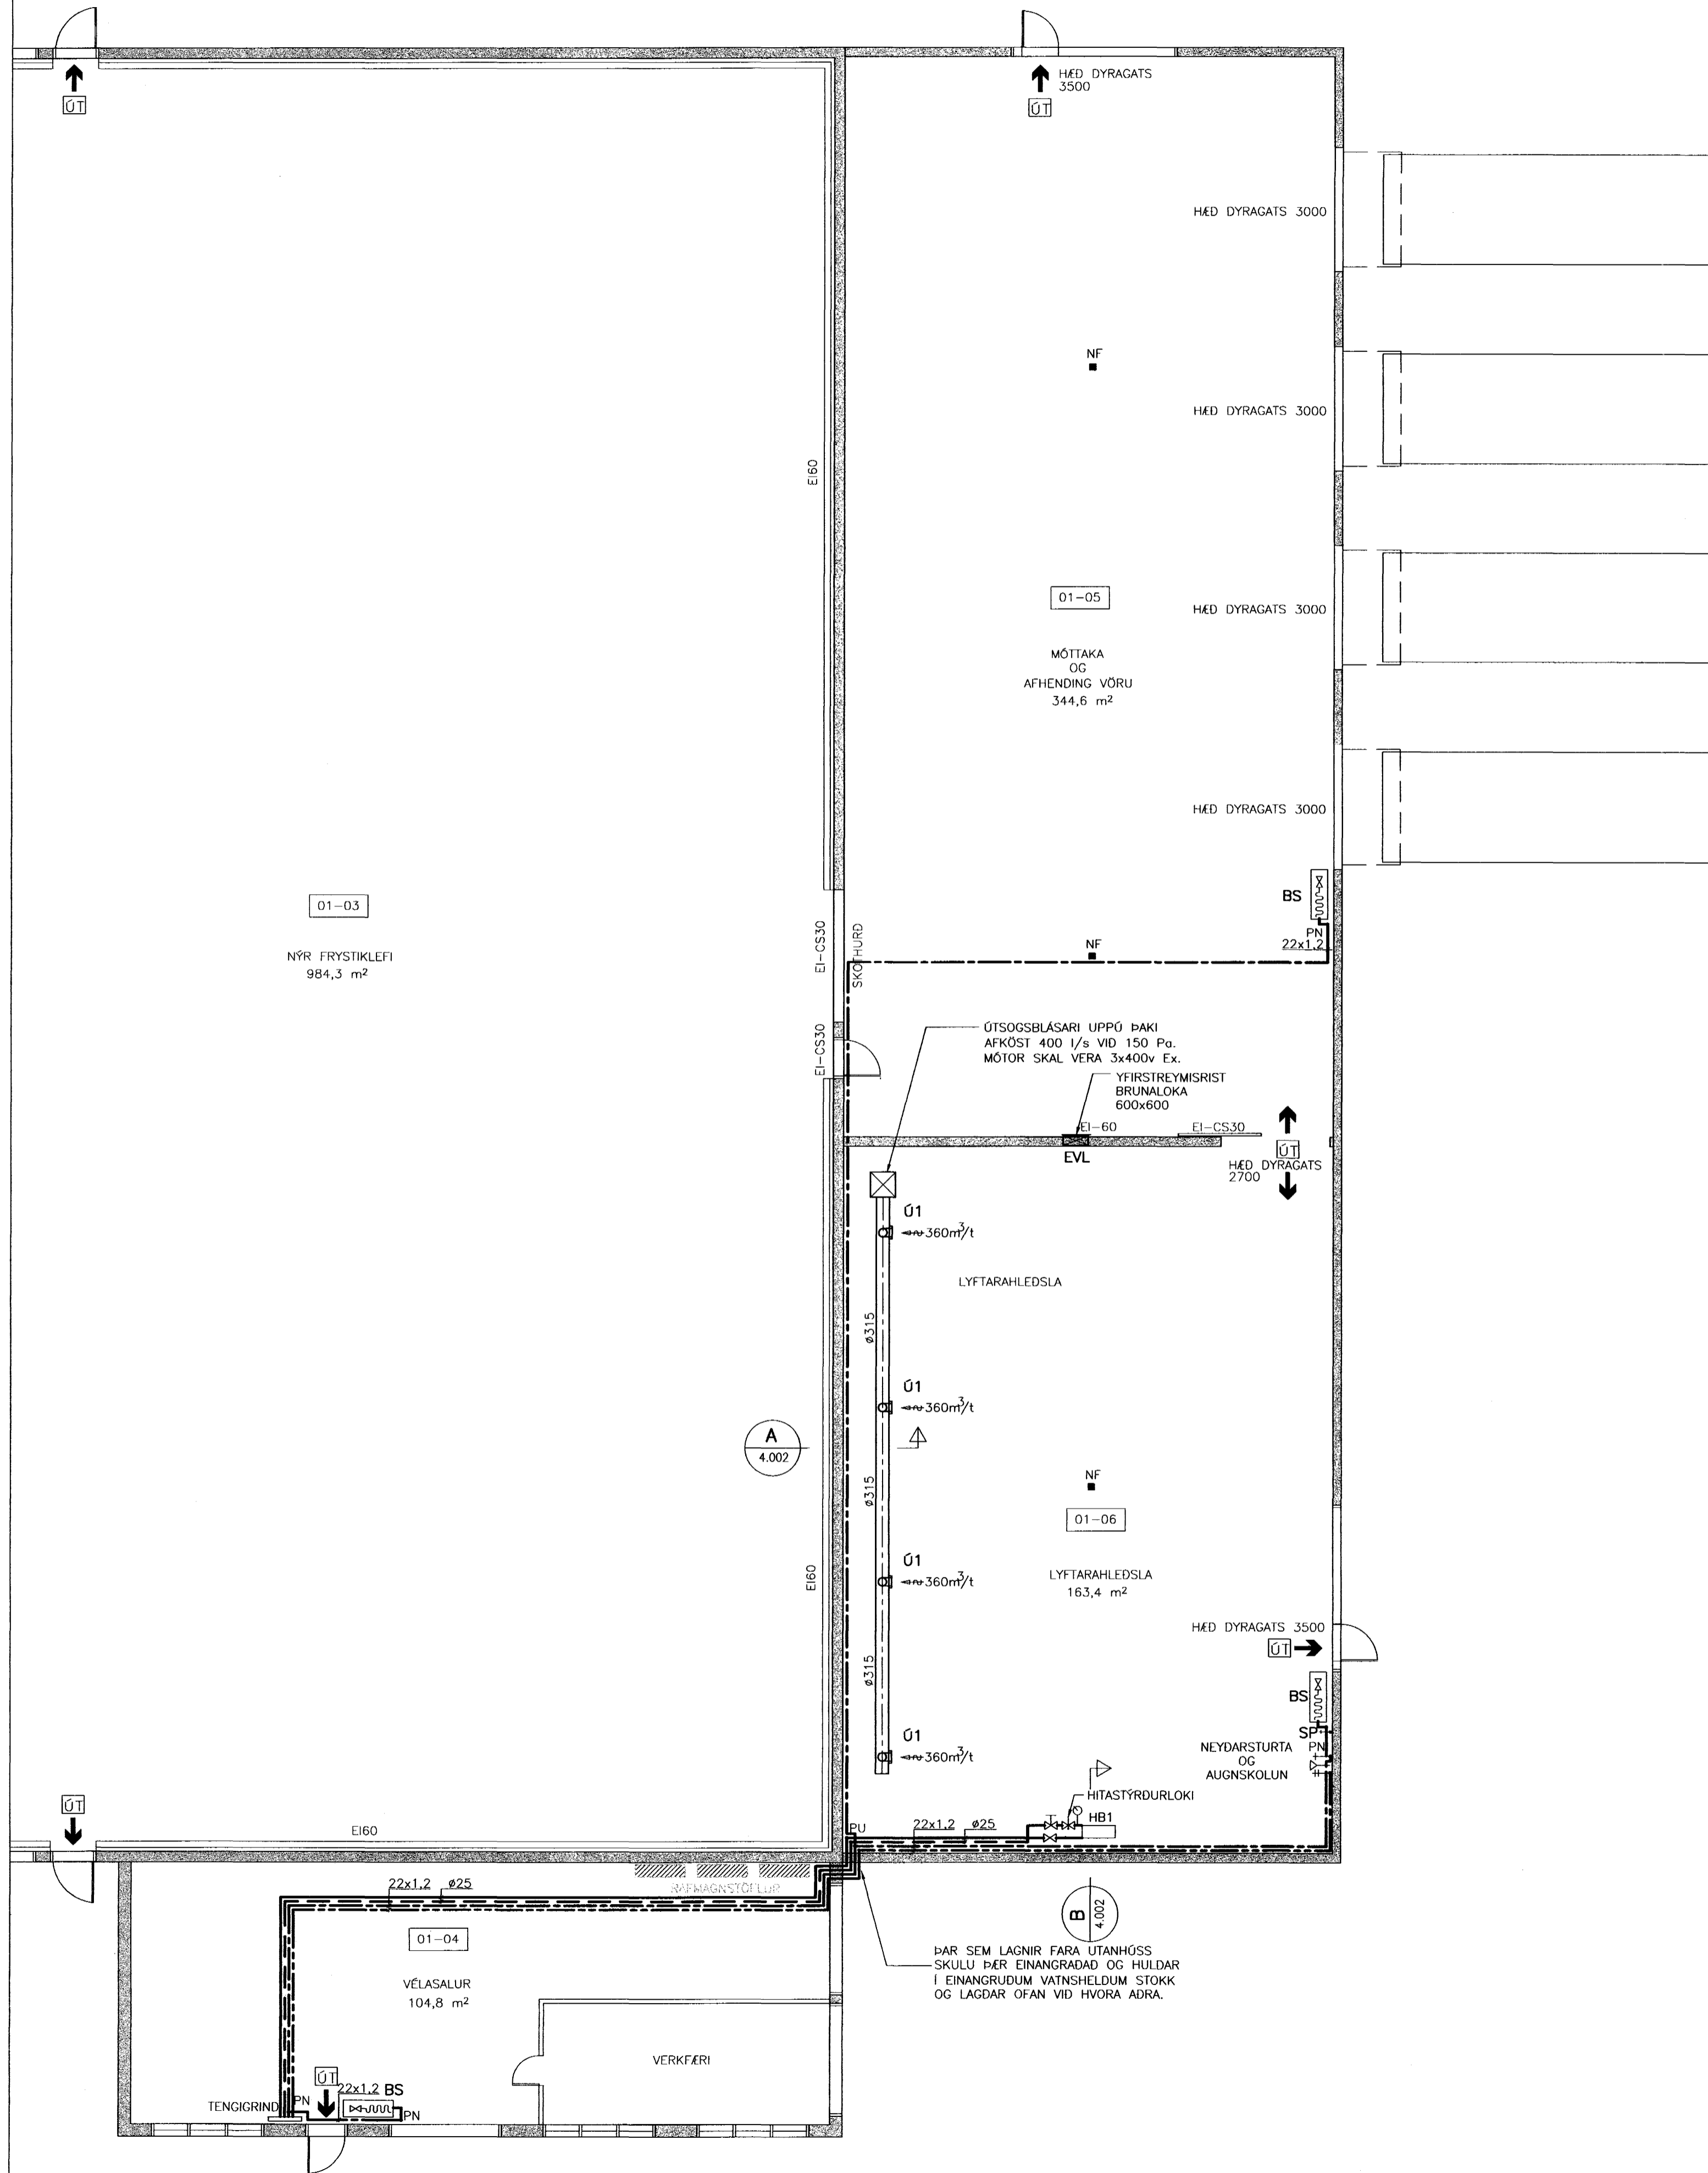 ÚT
HÆÐ DYRAGATS
3500
ÚT
HÆÐ DYRAGATS 3000
NF
HÆÐ DYRAGATS 3000
EI60
01-05
HÆÐ DYRAGATS 3000
MÓTTAKA
OG
AFHENDING VÖRU
344,6 m²
HÆÐ DYRAGATS 3000
BS
01-03
NÝR FRYSTIKLEFI
984,3 m²
EI-CS30
SKOTHURÐ
NF
PN
22x1,2
EI-CS30
ÚTSOGSBLÁSARI UPPÚ ÞAKI
AFKÖST 400 l/s VIÐ 150 Pa.
MÓTOR SKAL VERA 3x400v Ex.
YFIRSTREYMISRIST
BRUNALOKA
600x600
EI-60
EI-CS30
EVL
ÚT
HÆÐ DYRAGATS
2700
Ú1
360m³/t
LYFTARAHLEÐSLA
ø315
Ú1
360m³/t
A
4.002
NF
ø315
01-06
Ú1
360m³/t
LYFTARAHLEÐSLA
163,4 m²
EI60
HÆÐ DYRAGATS 3500
ÚT
ø315
BS
SP
PN
Ú1
360m³/t
NEYÐARSTURTA
OG
AUGNSKOLUN
HITASTÝRÐURLOKI
HB1
ÚT
EI60
PU
22x1,2 ø25
RAFMAGNSTÖFLUR
22x1,2 ø25
B
4.002
01-04
ÞAR SEM LAGNIR FARA UTANHÚSS
SKULU ÞÆR EINANGRAÐAÐ OG HULDAR
Í EINANGRUÐUM VATNSHELDUM STOKK
OG LAGÐAR OFAN VIÐ HVORA AÐRA.
VÉLASALUR
104,8 m²
VERKFÆRI
ÚT
22x1,2 BS
TENGIGRIND
PN
PN